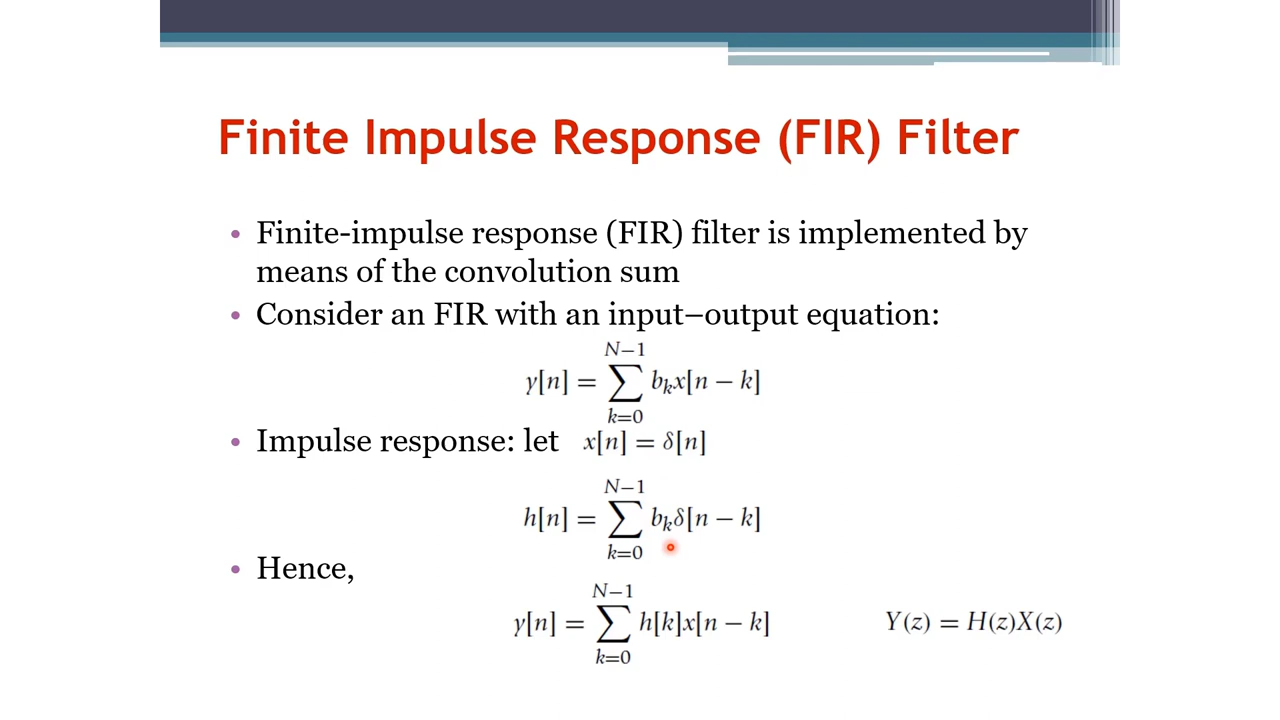 Finite Impulse Response (FIR) Filter
• Finite-impulse response (FIR) filter is implemented by
means of the convolution sum
• Consider an FIR with an input–output equation:
y[n] = ∑_{k=0}^{N−1} b_k x[n − k]
• Impulse response: let x[n] = δ[n]
h[n] = ∑_{k=0}^{N−1} b_k δ[n − k]
• Hence,
y[n] = ∑_{k=0}^{N−1} h[k]x[n − k] Y(z) = H(z)X(z)